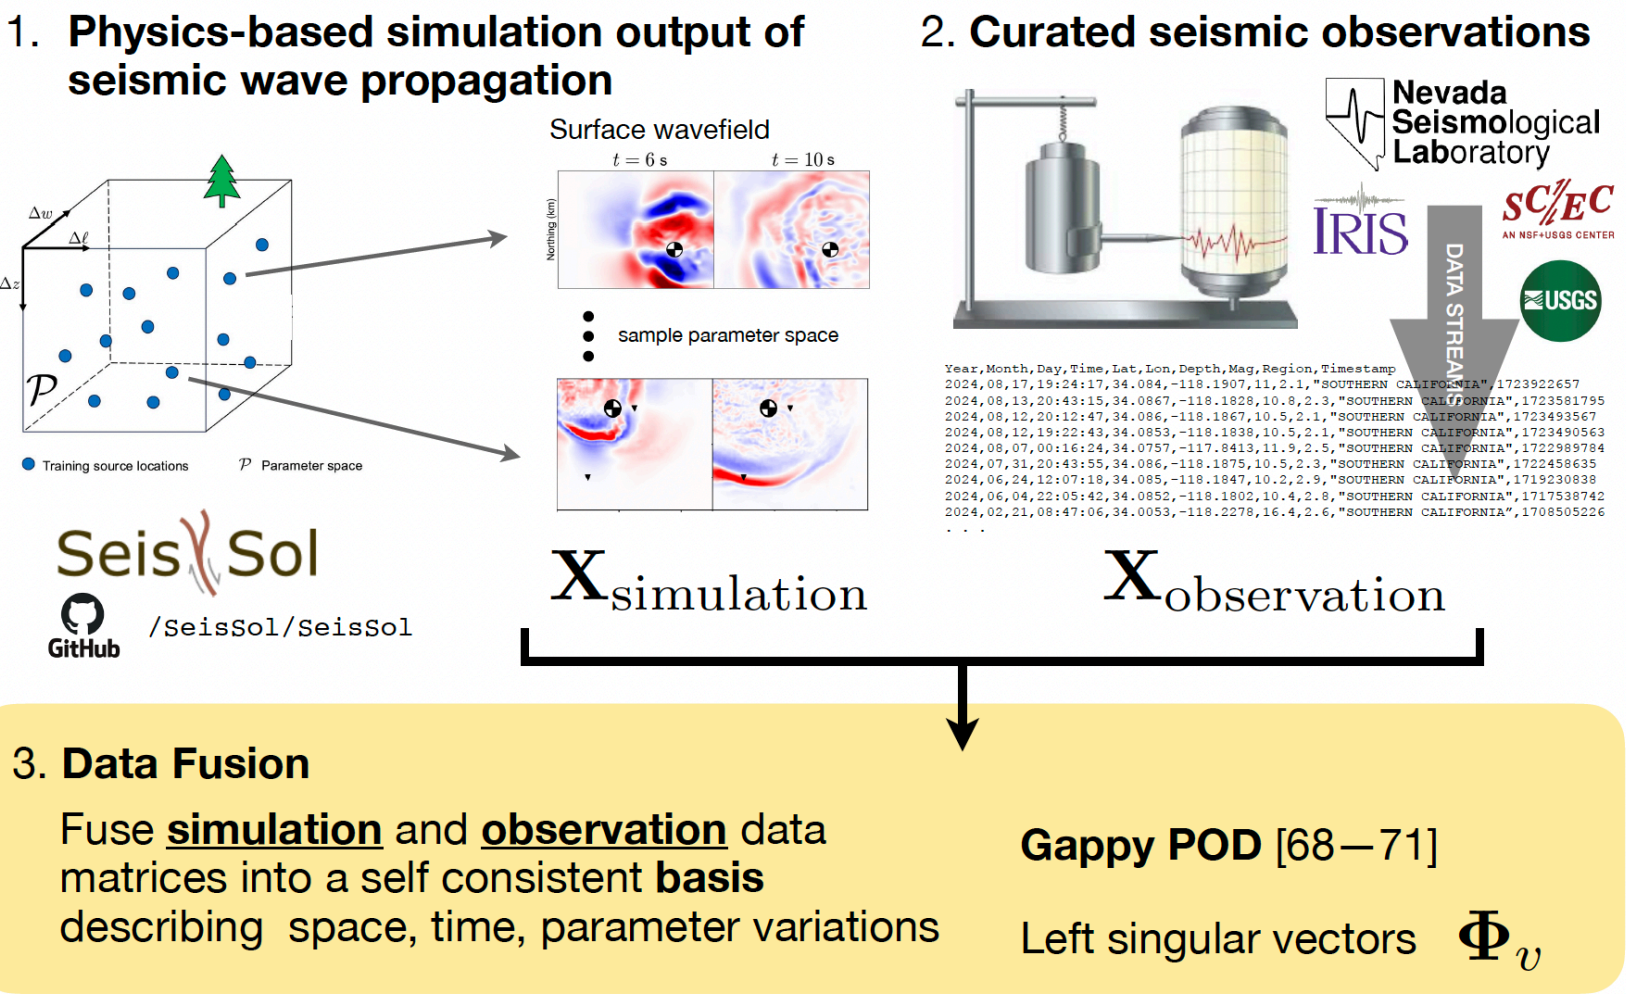 1. Physics-based simulation output of
seismic wave propagation
Surface wavefield
t = 6 s
t = 10 s
Northing (km)
Δw
Δℓ
Δz
𝒫
sample parameter space
Training source locations
𝒫 Parameter space
SeisSol
GitHub
/SeisSol/SeisSol
X simulation
2. Curated seismic observations
Nevada
Seismological
Laboratory
IRIS
SC/EC
AN NSF+USGS CENTER
USGS
DATA STREAMS
Year,Month,Day,Time,Lat,Lon,Depth,Mag,Region,Timestamp
2024,08,17,19:24:17,34.084,-118.1907,11,2.1,"SOUTHERN CALIFORNIA",1723922657
2024,08,13,20:43:15,34.0867,-118.1828,10.8,2.3,"SOUTHERN CALIFORNIA",1723581795
2024,08,12,20:12:47,34.086,-118.1867,10.5,2.1,"SOUTHERN CALIFORNIA",1723493567
2024,08,12,19:22:43,34.0853,-118.1838,10.5,2.1,"SOUTHERN CALIFORNIA",1723490563
2024,08,07,00:16:24,34.0757,-117.8413,11.9,2.5,"SOUTHERN CALIFORNIA",1722989784
2024,07,31,20:43:55,34.086,-118.1875,10.5,2.3,"SOUTHERN CALIFORNIA",1722458635
2024,06,24,12:07:18,34.085,-118.1847,10.2,2.9,"SOUTHERN CALIFORNIA",1719230838
2024,06,04,22:05:42,34.0852,-118.1802,10.4,2.8,"SOUTHERN CALIFORNIA",1717538742
2024,02,21,08:47:06,34.0053,-118.2278,16.4,2.6,"SOUTHERN CALIFORNIA",1708505226
. . .
X observation
3. Data Fusion
Fuse simulation and observation data
matrices into a self consistent basis
describing space, time, parameter variations
Gappy POD [68—71]
Left singular vectors Φv